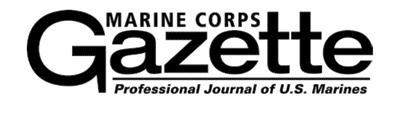 MARINE CORPS
Gazette
Professional Journal of U.S. Marines